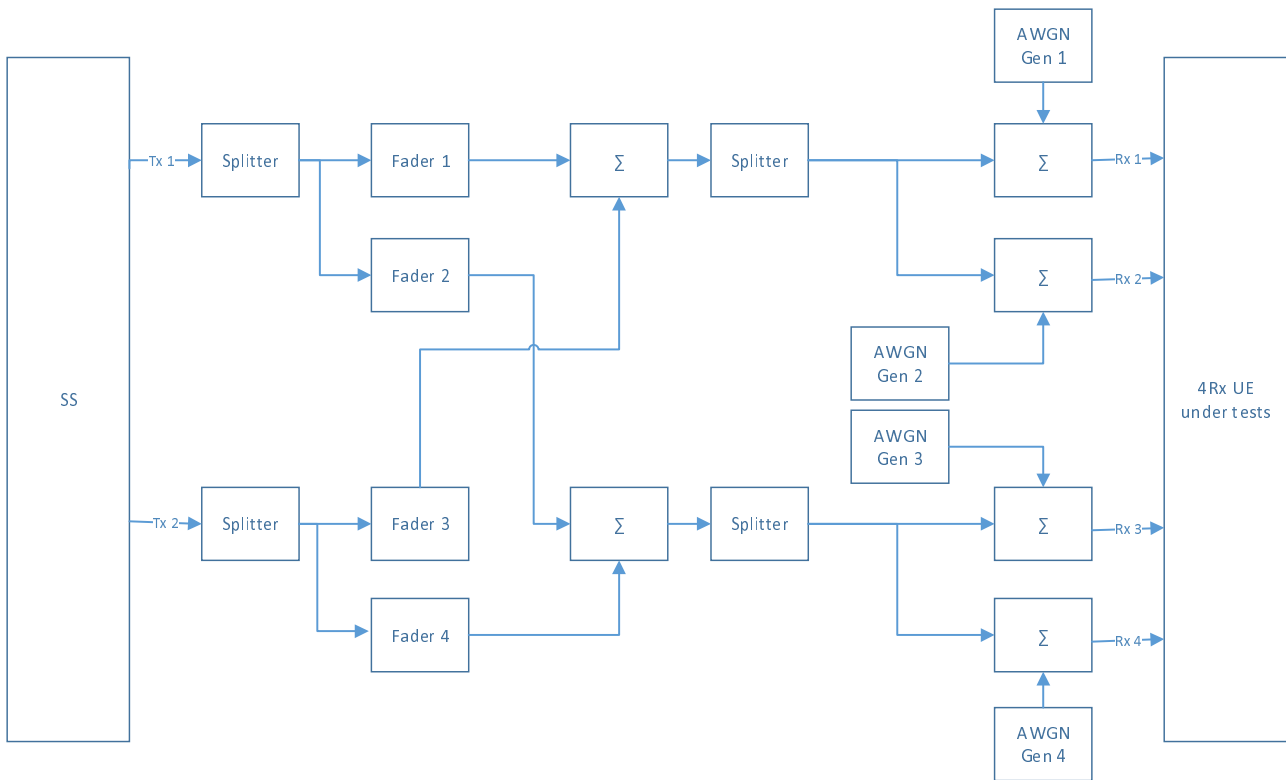 AWGN
Gen 1
Tx 1
Splitter
Fader 1
Σ
Splitter
Σ
Rx 1
Fader 2
Σ
Rx 2
AWGN
Gen 2
SS
4Rx UE
under tests
AWGN
Gen 3
Tx 2
Splitter
Fader 3
Σ
Splitter
Σ
Rx 3
Fader 4
Σ
Rx 4
AWGN
Gen 4